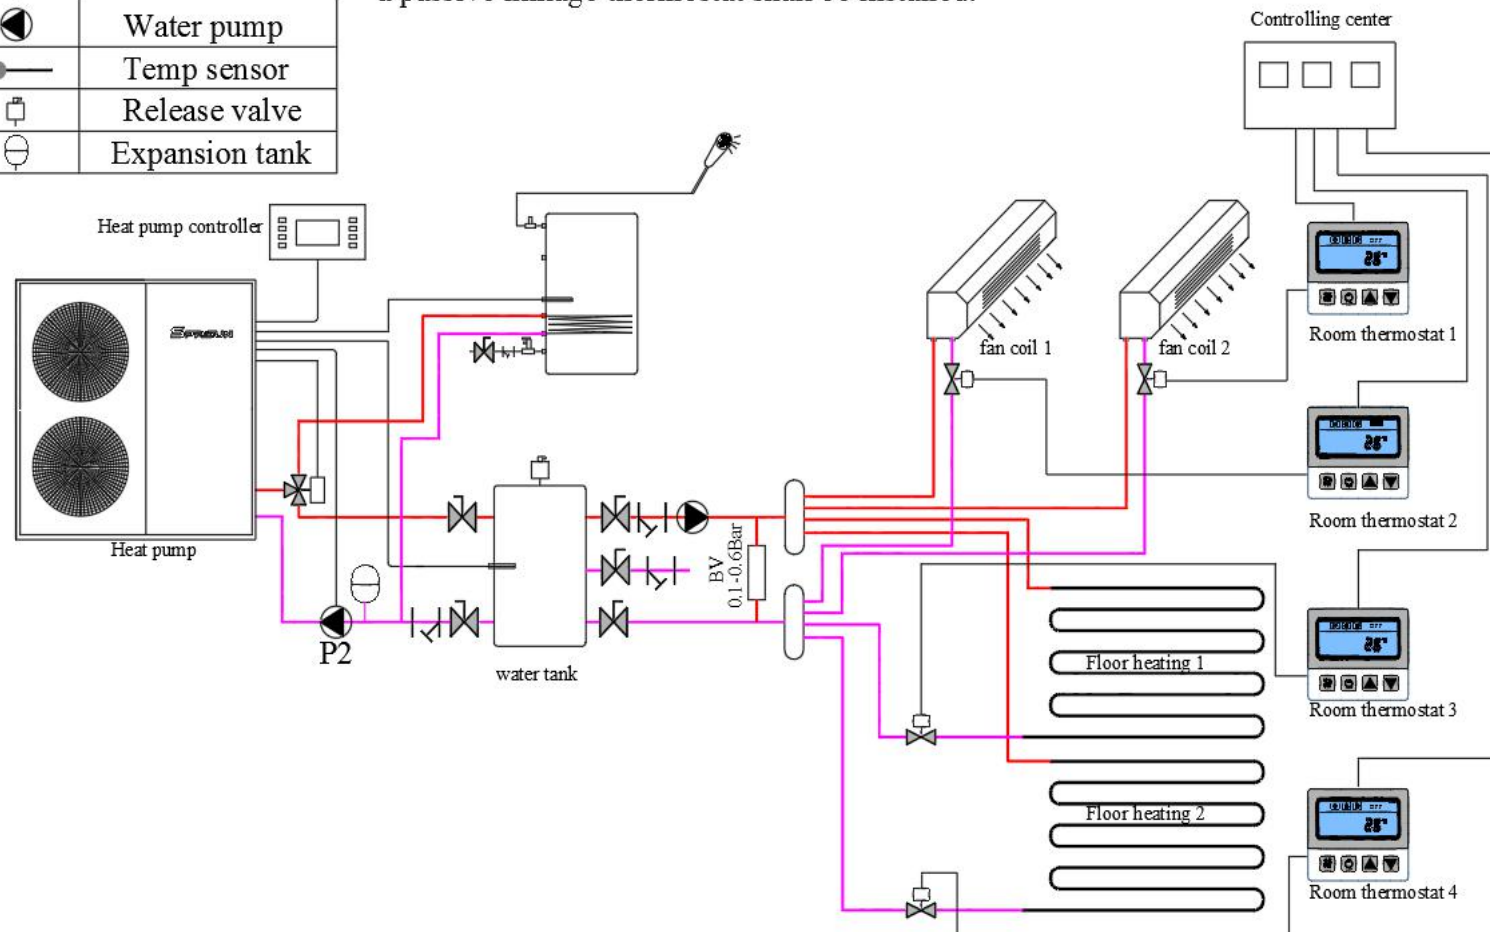 Water pump
Temp sensor
Release valve
Expansion tank
Controlling center
Heat pump controller
SPRSUN
Heat pump
P2
water tank
BV
0.1-0.6Bar
fan coil 1
fan coil 2
Room thermostat 1
Room thermostat 2
Floor heating 1
Room thermostat 3
Floor heating 2
Room thermostat 4